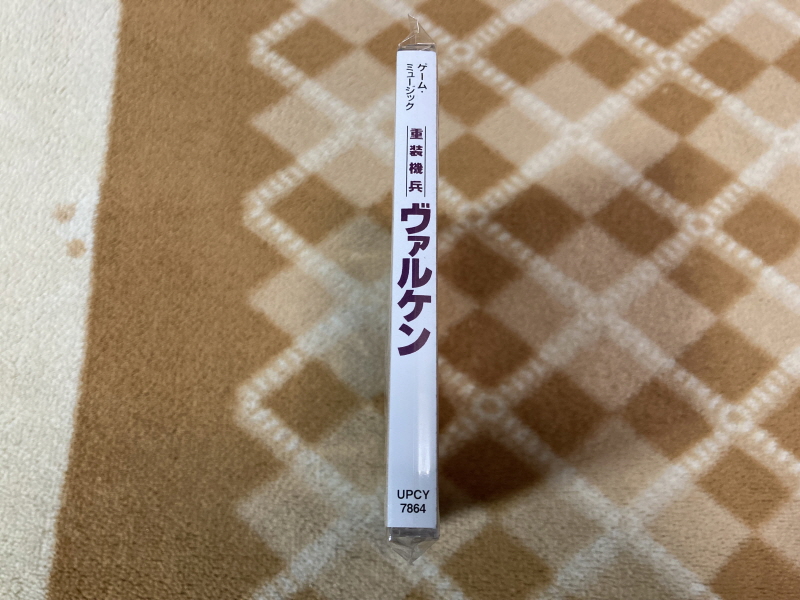 ゲーム・
ミュージック
重装機兵
ヴァルケン
UPCY
7864